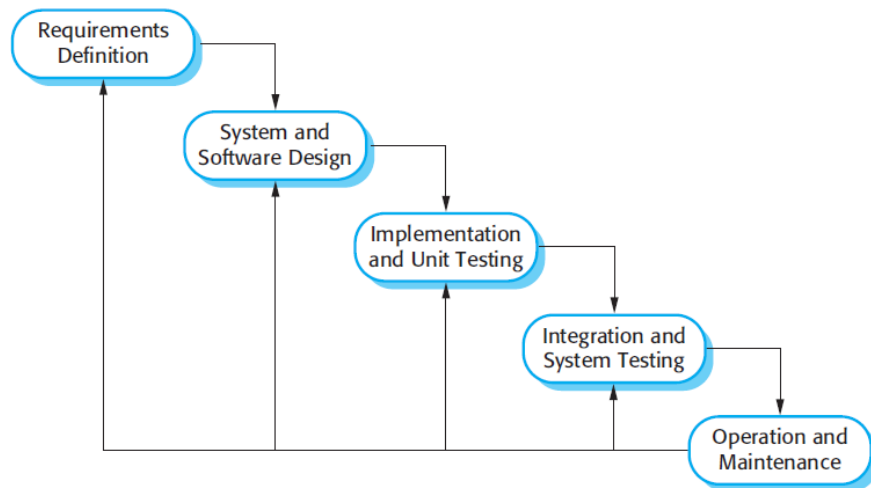 Requirements
Definition
System and
Software Design
Implementation
and Unit Testing
Integration and
System Testing
Operation and
Maintenance